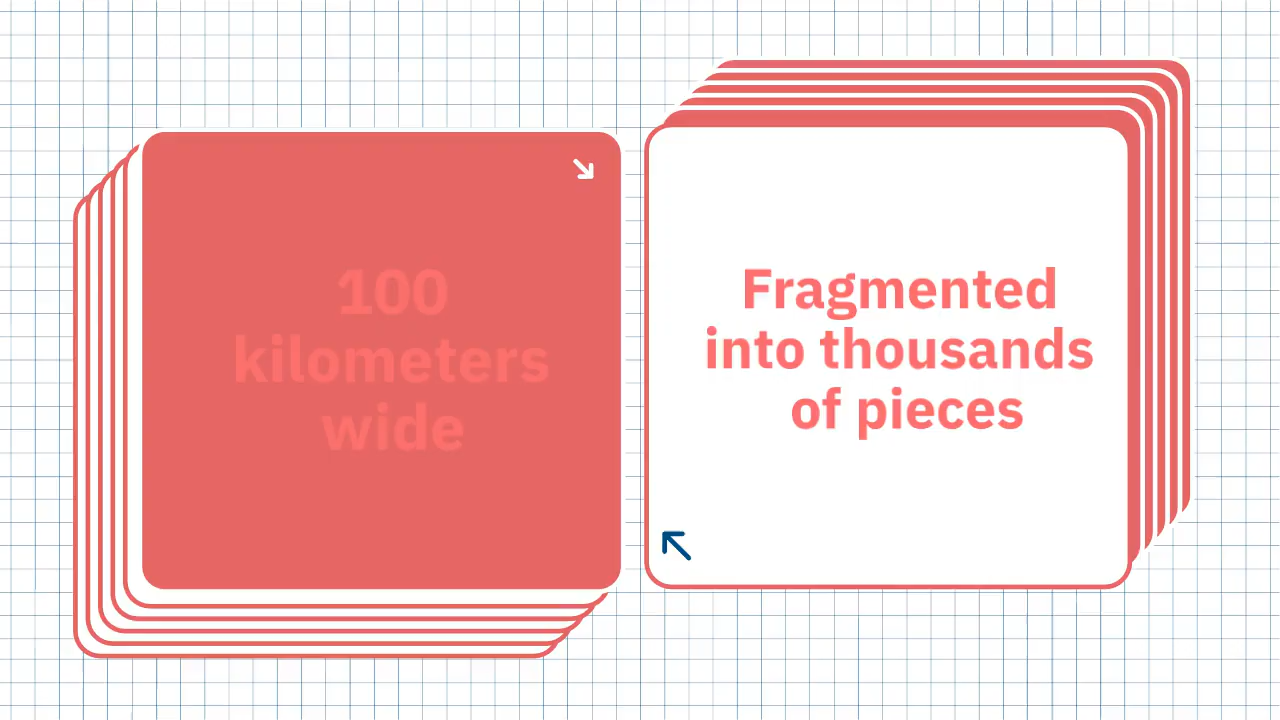 100
kilometers
wide
Fragmented
into thousands
of pieces